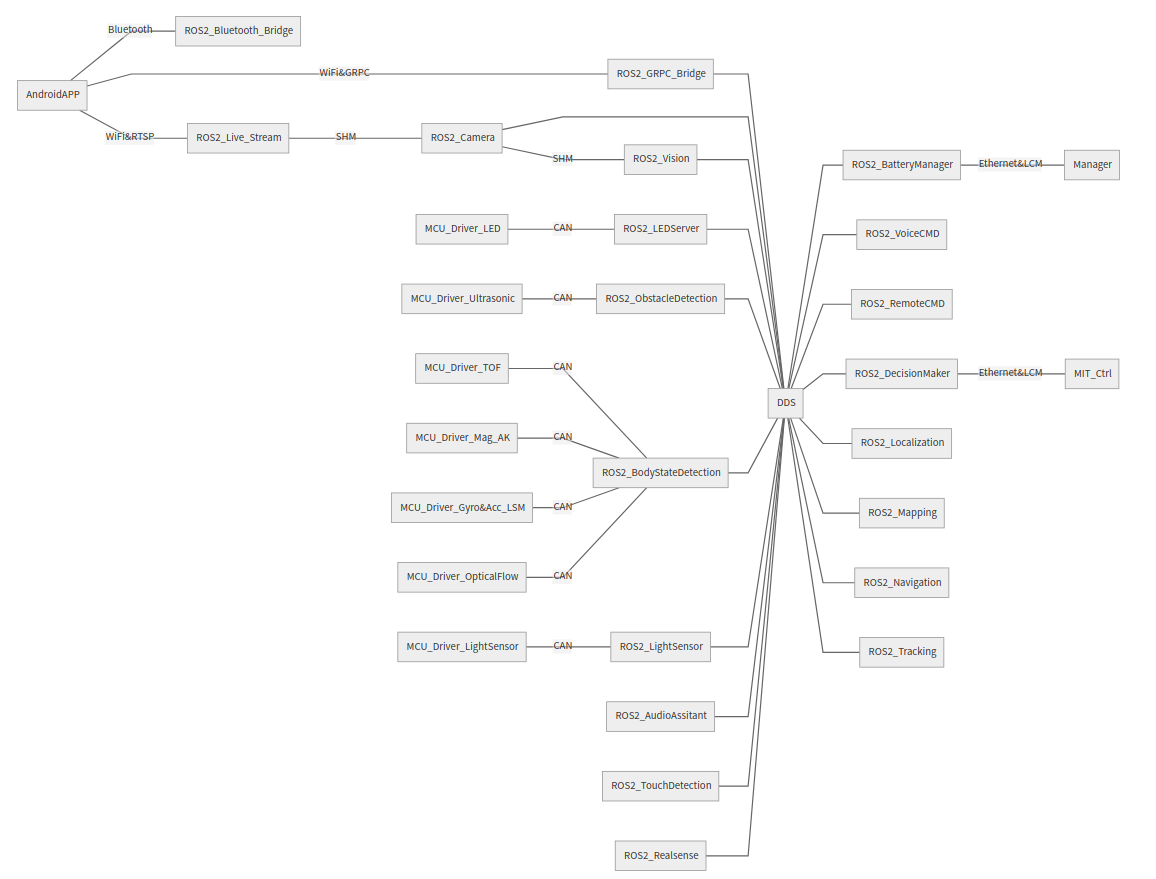 Bluetooth
ROS2_Bluetooth_Bridge
WiFi&GRPC
ROS2_GRPC_Bridge
AndroidAPP
WiFi&RTSP
ROS2_Live_Stream
SHM
ROS2_Camera
SHM
ROS2_Vision
ROS2_BatteryManager
Ethernet&LCM
Manager
MCU_Driver_LED
CAN
ROS2_LEDServer
ROS2_VoiceCMD
MCU_Driver_Ultrasonic
CAN
ROS2_ObstacleDetection
ROS2_RemoteCMD
MCU_Driver_TOF
CAN
ROS2_DecisionMaker
Ethernet&LCM
MIT_Ctrl
DDS
MCU_Driver_Mag_AK
CAN
ROS2_Localization
ROS2_BodyStateDetection
MCU_Driver_Gyro&Acc_LSM
CAN
ROS2_Mapping
MCU_Driver_OpticalFlow
CAN
ROS2_Navigation
MCU_Driver_LightSensor
CAN
ROS2_LightSensor
ROS2_Tracking
ROS2_AudioAssitant
ROS2_TouchDetection
ROS2_Realsense